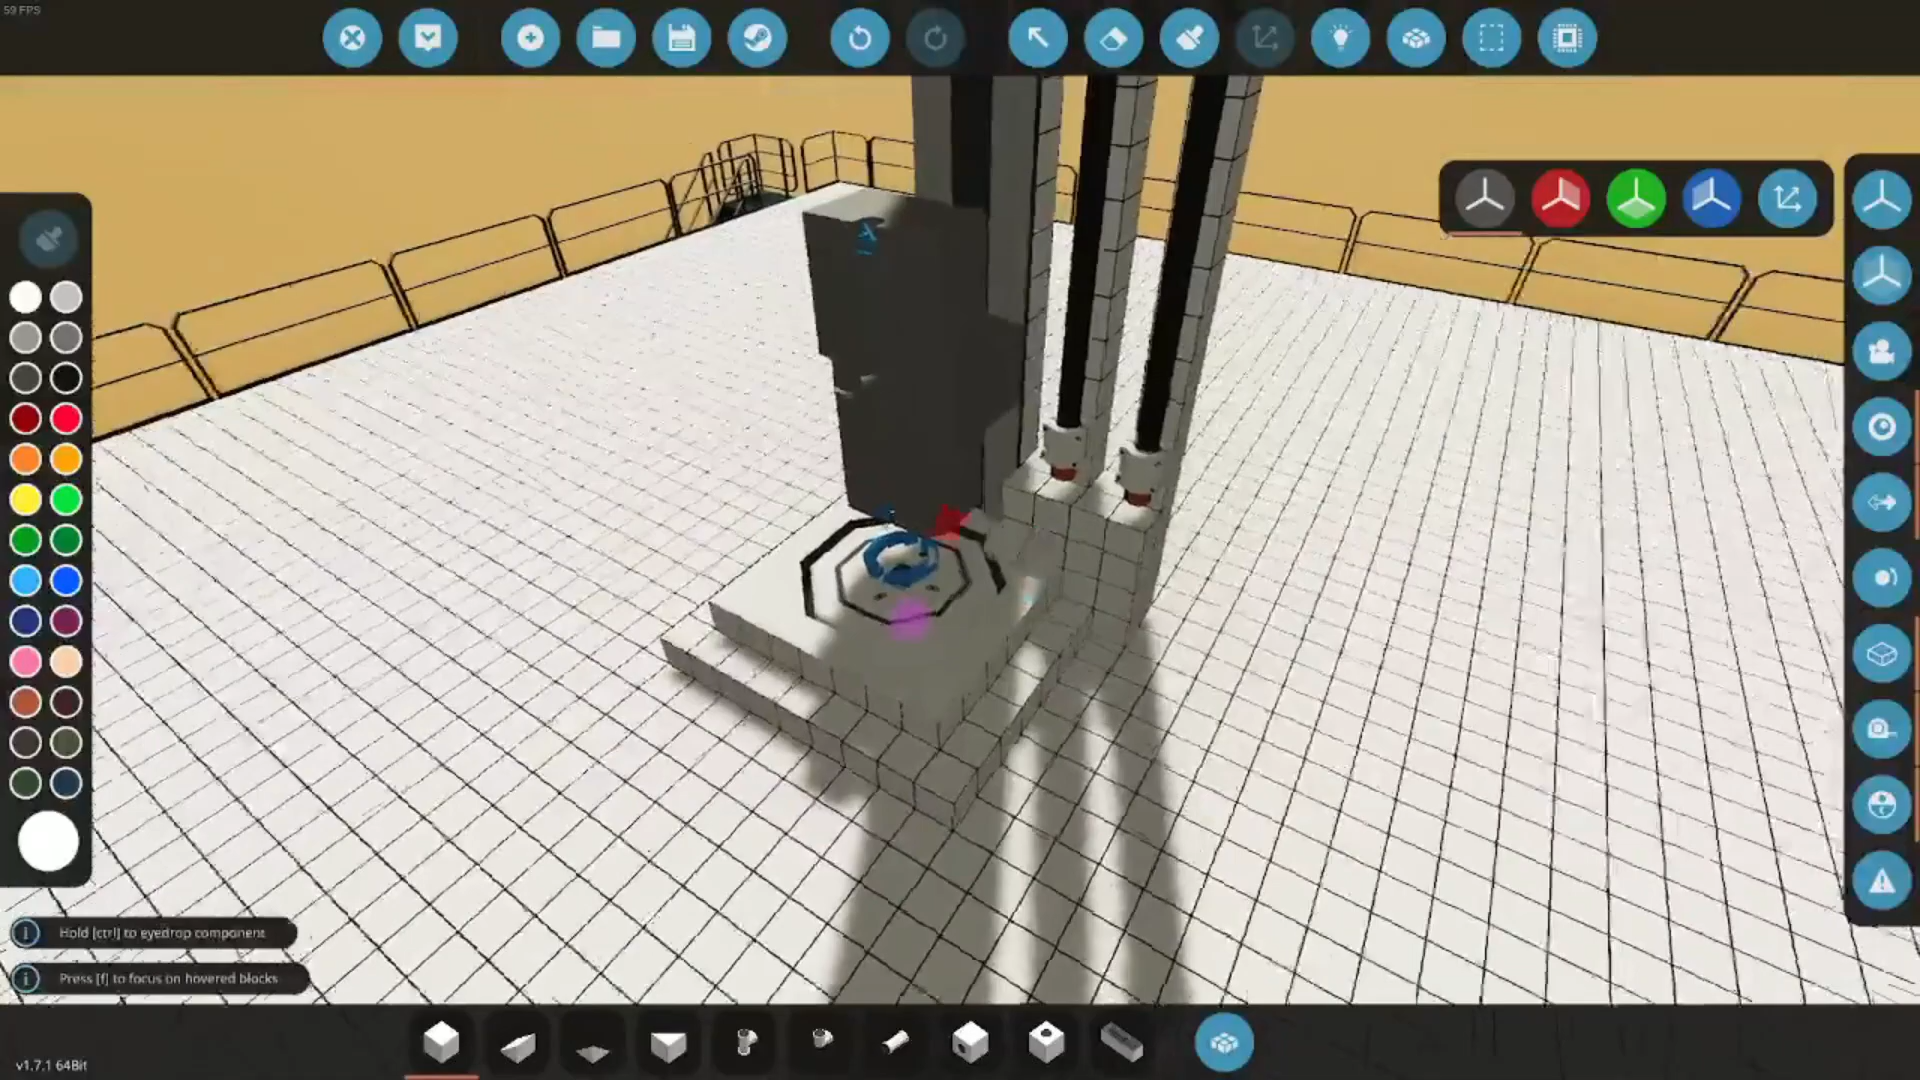 59 FPS
Hold [ctrl] to eyedrop component
Press [f] to focus on hovered blocks
v1.7.1 64Bit